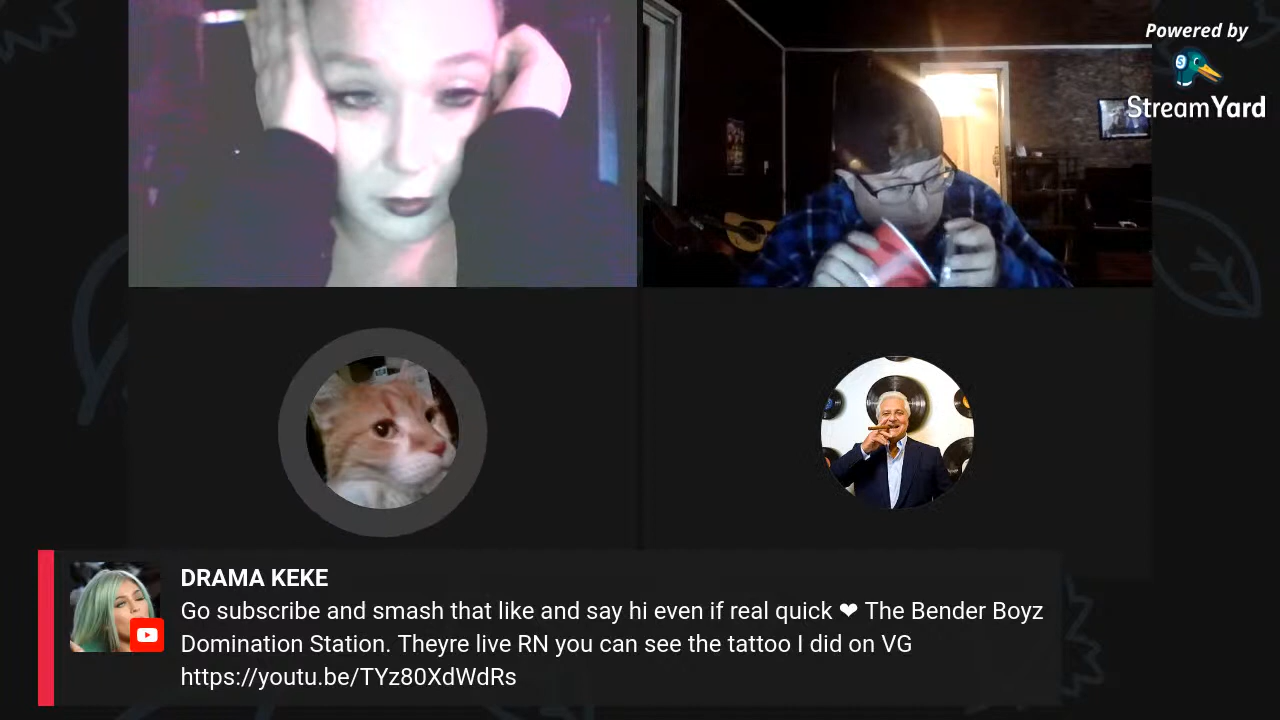 Powered by
StreamYard
DRAMA KEKE
Go subscribe and smash that like and say hi even if real quick ❤ The Bender Boyz
Domination Station. Theyre live RN you can see the tattoo I did on VG
https://youtu.be/TYz80XdWdRs